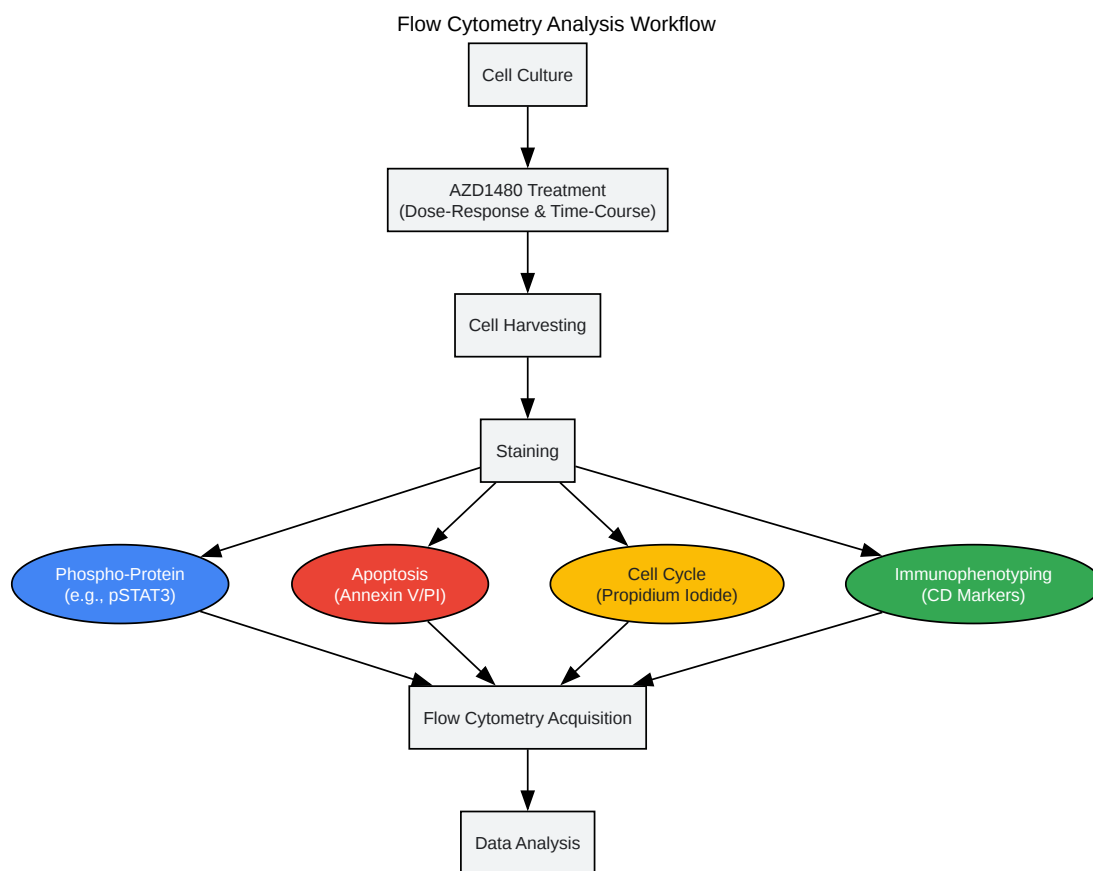 Flow Cytometry Analysis Workflow
Cell Culture
AZD1480 Treatment
(Dose-Response & Time-Course)
Cell Harvesting
Staining
Phospho-Protein
(e.g., pSTAT3)
Apoptosis
(Annexin V/PI)
Cell Cycle
(Propidium Iodide)
Immunophenotyping
(CD Markers)
Flow Cytometry Acquisition
Data Analysis